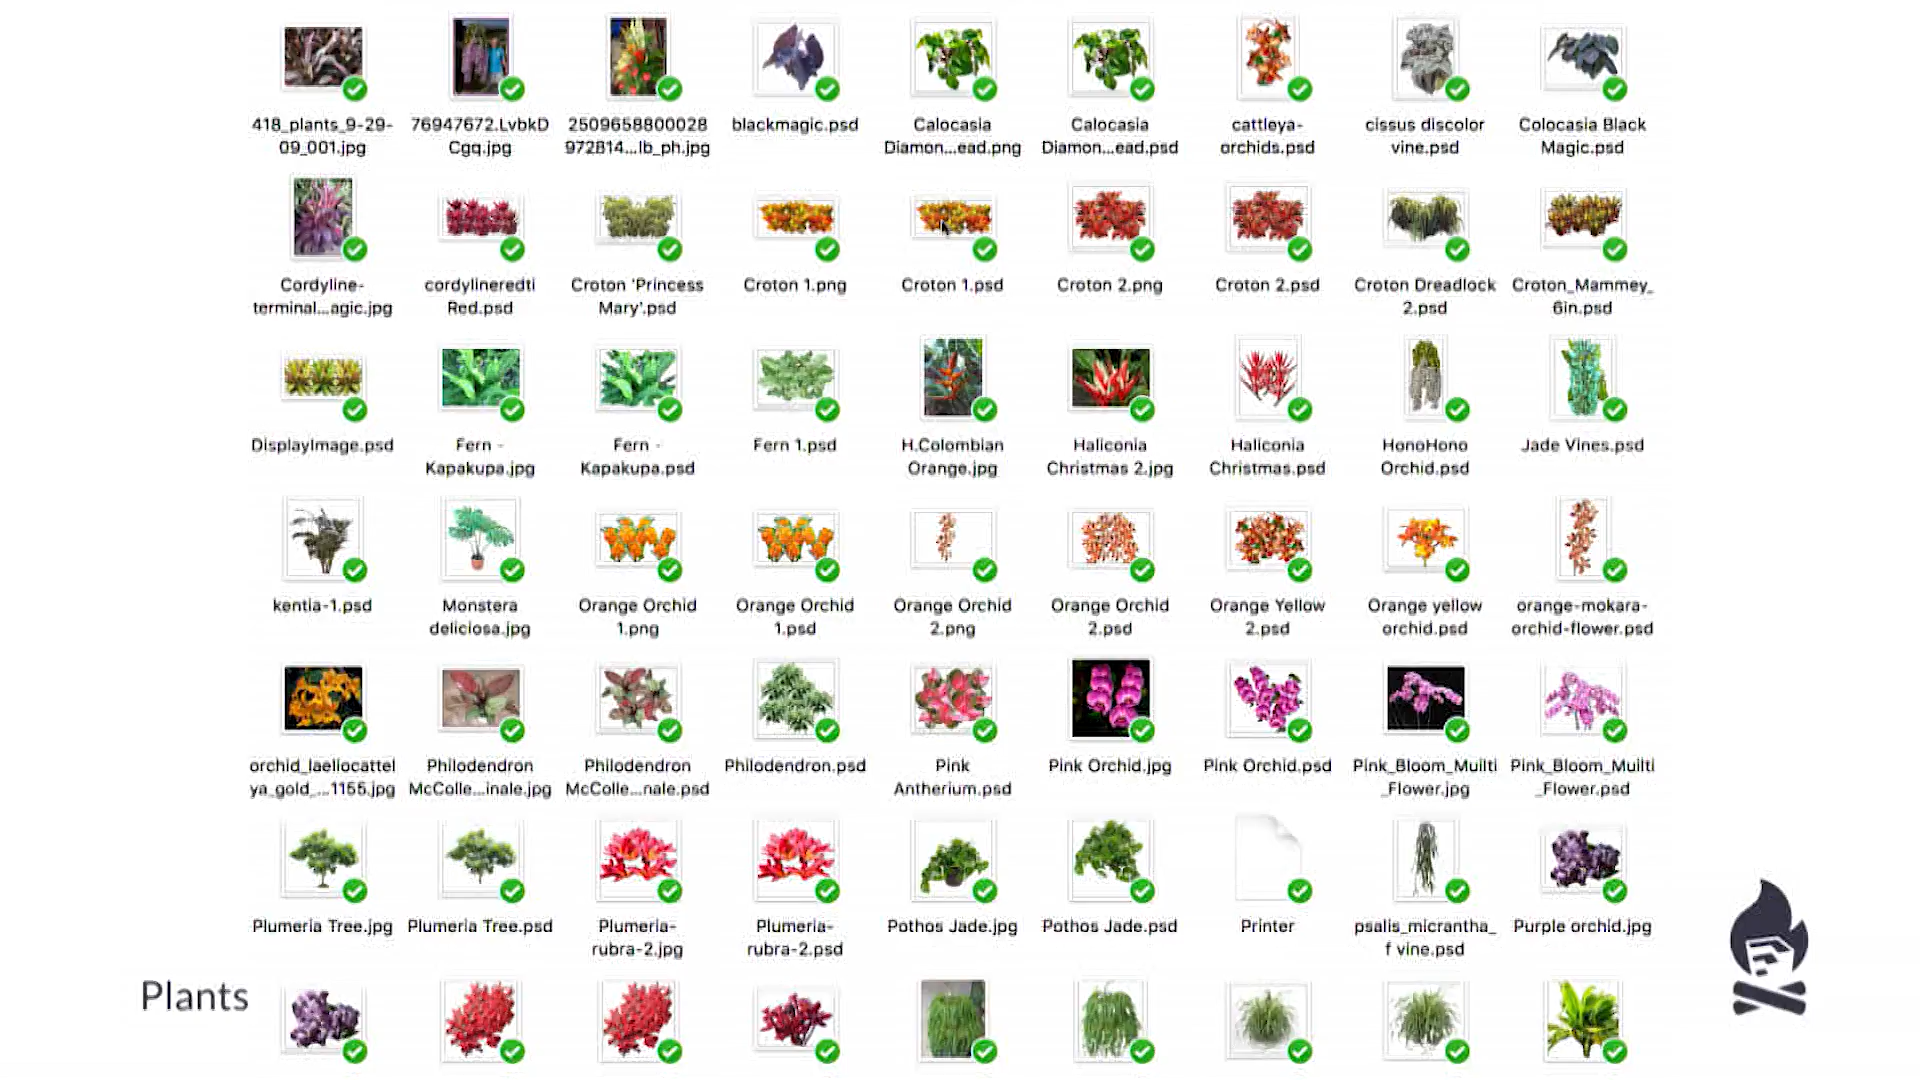 418_plants_9-29-
09_001.jpg
76947672.LvbkD
Cgq.jpg
2509658800028
972814...lb_ph.jpg
blackmagic.psd
Calocasia
Diamon...ead.png
Calocasia
Diamon...ead.psd
cattleya-
orchids.psd
cissus discolor
vine.psd
Colocasia Black
Magic.psd
Cordyline-
terminal...agic.jpg
cordylineredti
Red.psd
Croton 'Princess
Mary'.psd
Croton 1.png
Croton 1.psd
Croton 2.png
Croton 2.psd
Croton Dreadlock
2.psd
Croton_Mammey_
6in.psd
DisplayImage.psd
Fern -
Kapakupa.jpg
Fern -
Kapakupa.psd
Fern 1.psd
H.Colombian
Orange.jpg
Haliconia
Christmas 2.jpg
Haliconia
Christmas.psd
HonoHono
Orchid.psd
Jade Vines.psd
kentia-1.psd
Monstera
deliciosa.jpg
Orange Orchid
1.png
Orange Orchid
1.psd
Orange Orchid
2.png
Orange Orchid
2.psd
Orange Yellow
2.psd
Orange yellow
orchid.psd
orange-mokara-
orchid-flower.psd
orchid_laeliocattel
ya_gold_...1155.jpg
Philodendron
McColle...inale.jpg
Philodendron
McColle...nale.psd
Philodendron.psd
Pink
Antherium.psd
Pink Orchid.jpg
Pink Orchid.psd
Pink_Bloom_Muilti
_Flower.jpg
Pink_Bloom_Muilti
_Flower.psd
Plumeria Tree.jpg
Plumeria Tree.psd
Plumeria-
rubra-2.jpg
Plumeria-
rubra-2.psd
Pothos Jade.jpg
Pothos Jade.psd
Printer
psalis_micrantha_
f vine.psd
Purple orchid.jpg
Plants